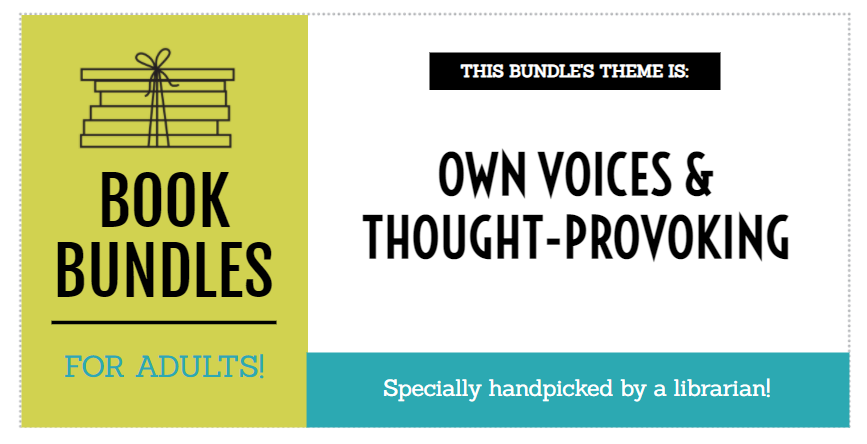 BOOK
BUNDLES
FOR ADULTS!
THIS BUNDLE'S THEME IS:
OWN VOICES &
THOUGHT-PROVOKING
Specially handpicked by a librarian!